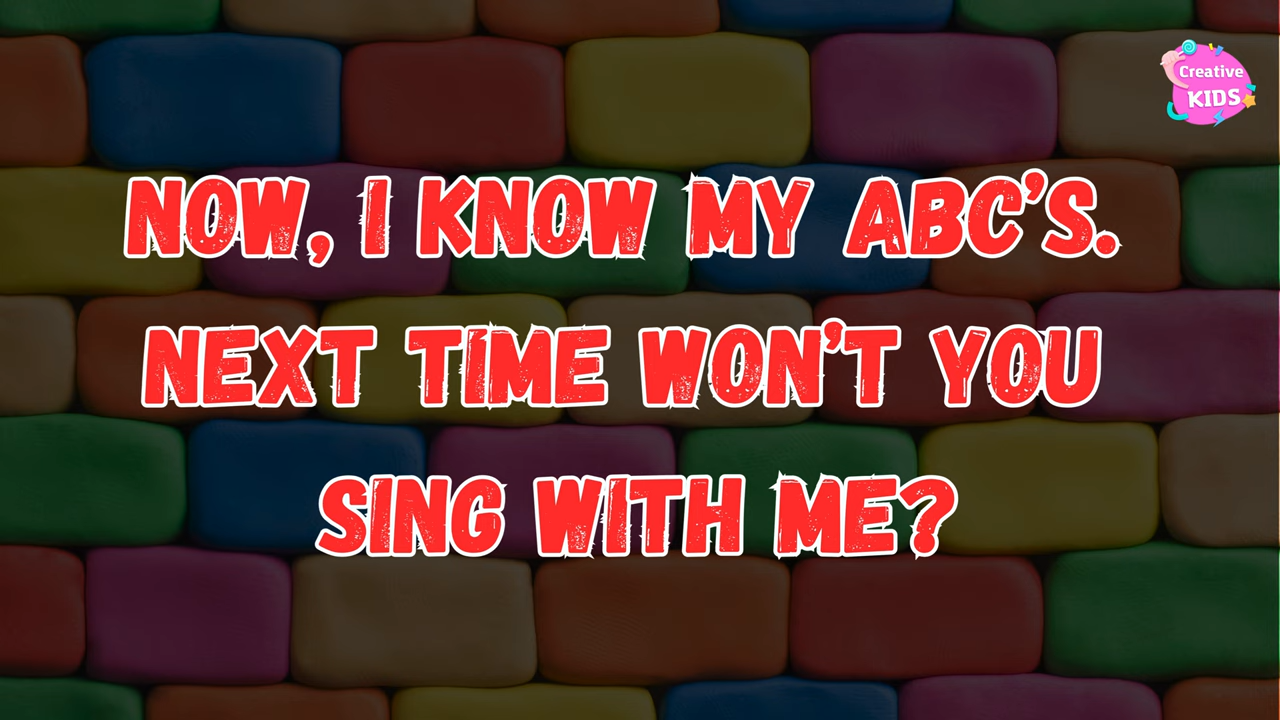 Creative
KIDS
NOW, I KNOW MY ABC’S.
NEXT TIME WON’T YOU
SING WITH ME?